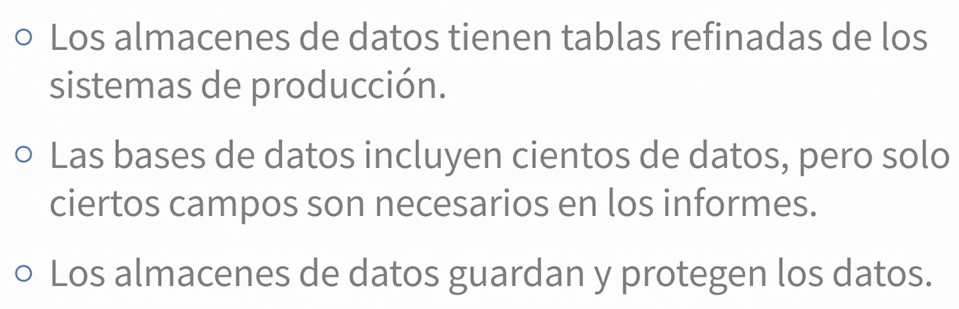 Los almacenes de datos tienen tablas refinadas de los
sistemas de producción.
Las bases de datos incluyen cientos de datos, pero solo
ciertos campos son necesarios en los informes.
Los almacenes de datos guardan y protegen los datos.